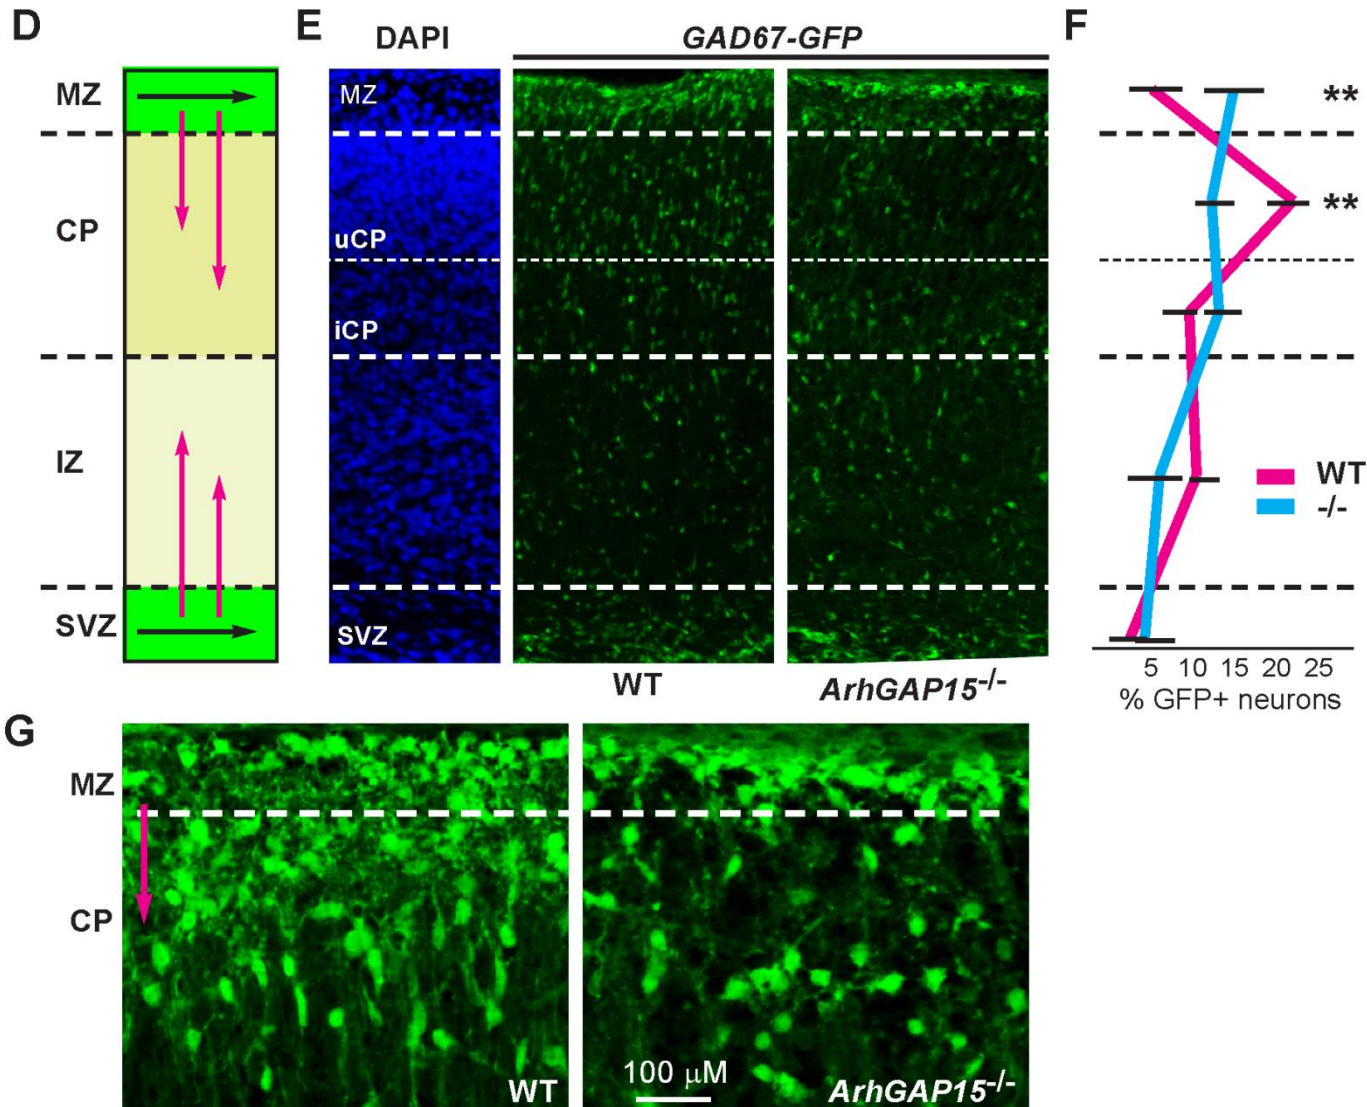 D
MZ
CP
IZ
SVZ
E
DAPI
GAD67-GFP
MZ
uCP
iCP
SVZ
WT
ArhGAP15-/-
F
**
**
WT
-/-
5 10 15 20 25
% GFP+ neurons
G
MZ
CP
WT
100 μM
ArhGAP15-/-